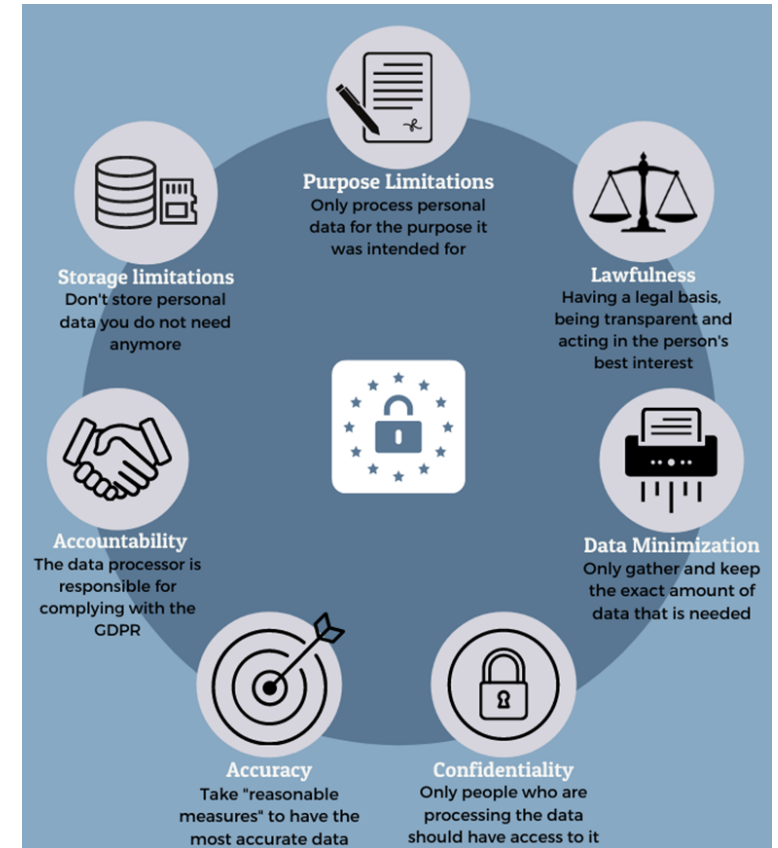 Purpose Limitations
Only process personal
data for the purpose it
was intended for
Lawfulness
Having a legal basis,
being transparent and
acting in the person's
best interest
Data Minimization
Only gather and keep
the exact amount of
data that is needed
Confidentiality
Only people who are
processing the data
should have access to it
Accuracy
Take "reasonable
measures" to have the
most accurate data
Accountability
The data processor is
responsible for
complying with the
GDPR
Storage limitations
Don't store personal
data you do not need
anymore